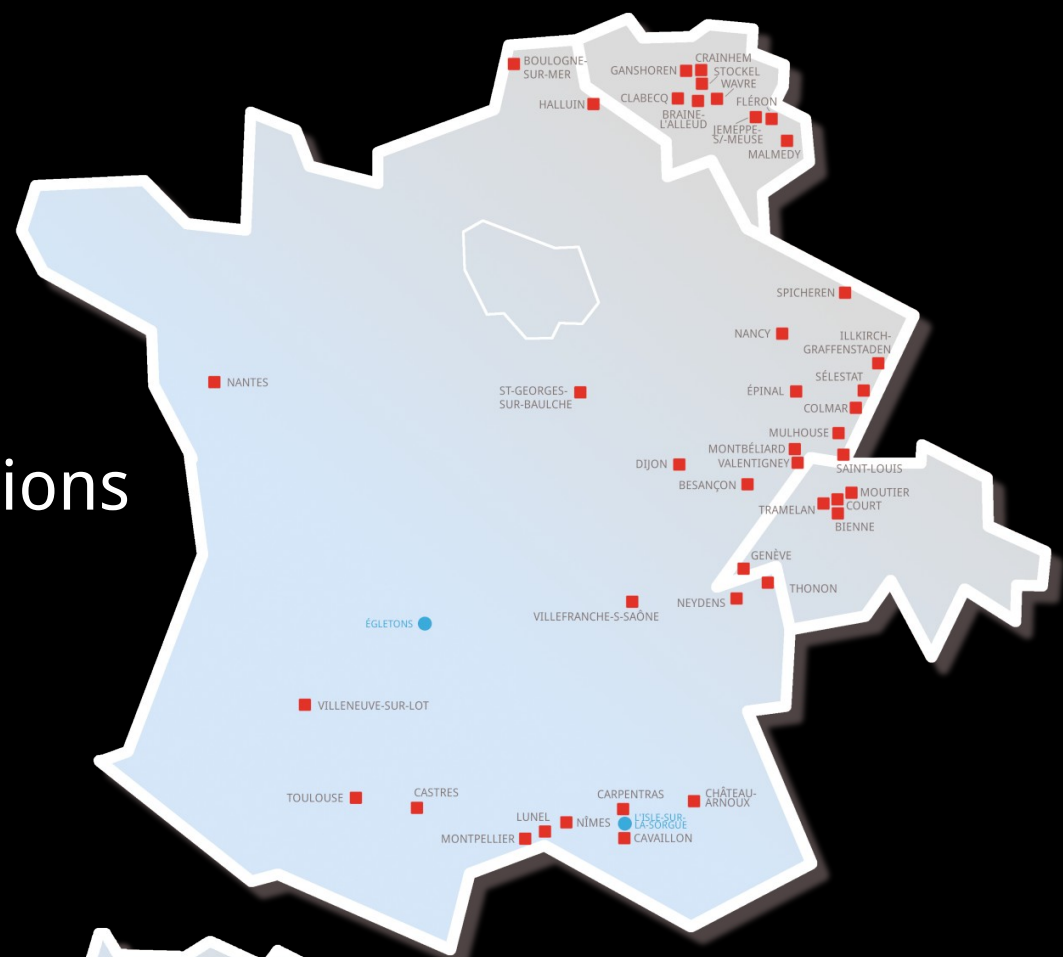 BOULOGNE-
SUR-MER
HALLUIN
CRAINHEM
GANSHOREN
STOCKEL
WAVRE
CLABECQ
FLÉRON
BRAINE-
L'ALLEUD
JEMEPPE-
S/-MEUSE
MALMEDY
SPICHEREN
NANCY
ILLKIRCH-
GRAFFENSTADEN
SÉLESTAT
NANTES
ST-GEORGES-
SUR-BAULCHE
ÉPINAL
COLMAR
MULHOUSE
MONTBÉLIARD
VALENTIGNEY
DIJON
SAINT-LOUIS
BESANÇON
ions
MOUTIER
COURT
TRAMELAN
BIENNE
GENÈVE
THONON
NEYDENS
VILLEFRANCHE-S-SAÔNE
ÉGLETONS
VILLENEUVE-SUR-LOT
TOULOUSE
CASTRES
CARPENTRAS
CHÂTEAU-
ARNOUX
LUNEL
NÎMES
L'ISLE-SUR-
LA-SORGUE
MONTPELLIER
CAVAILLON